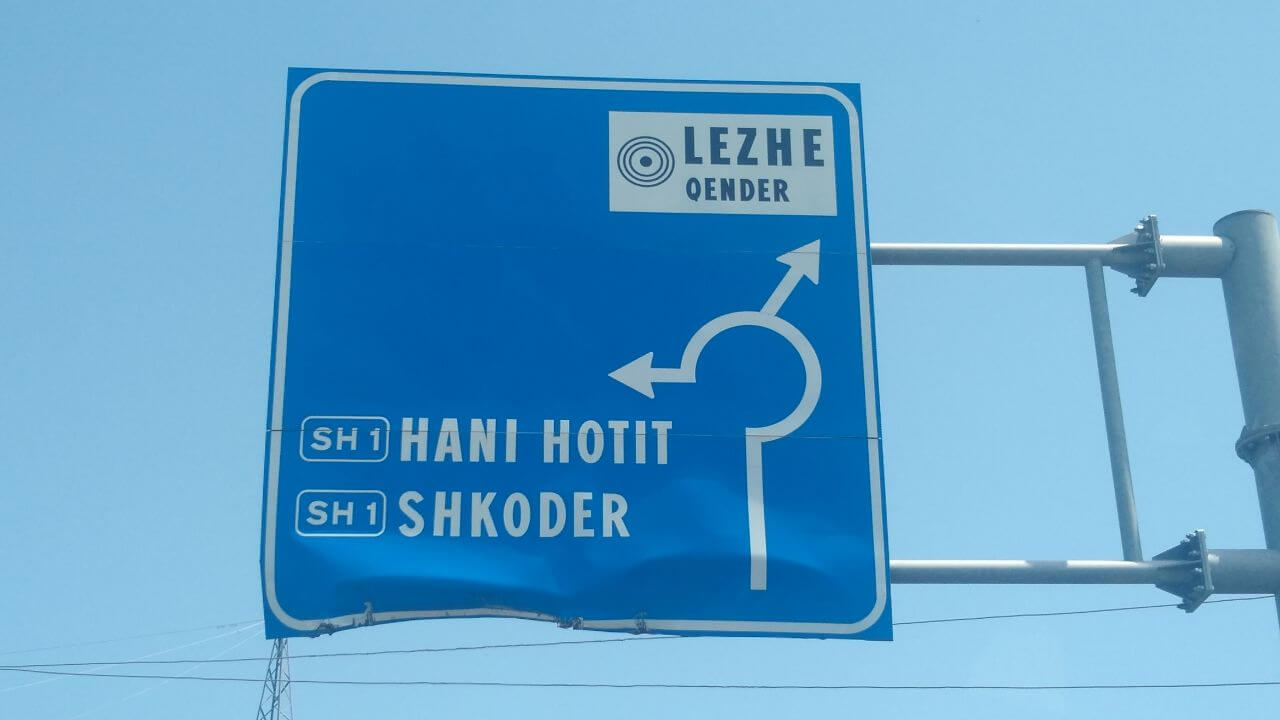 LEZHE
QENDER
SH 1 HANI HOTIT
SH 1 SHKODER